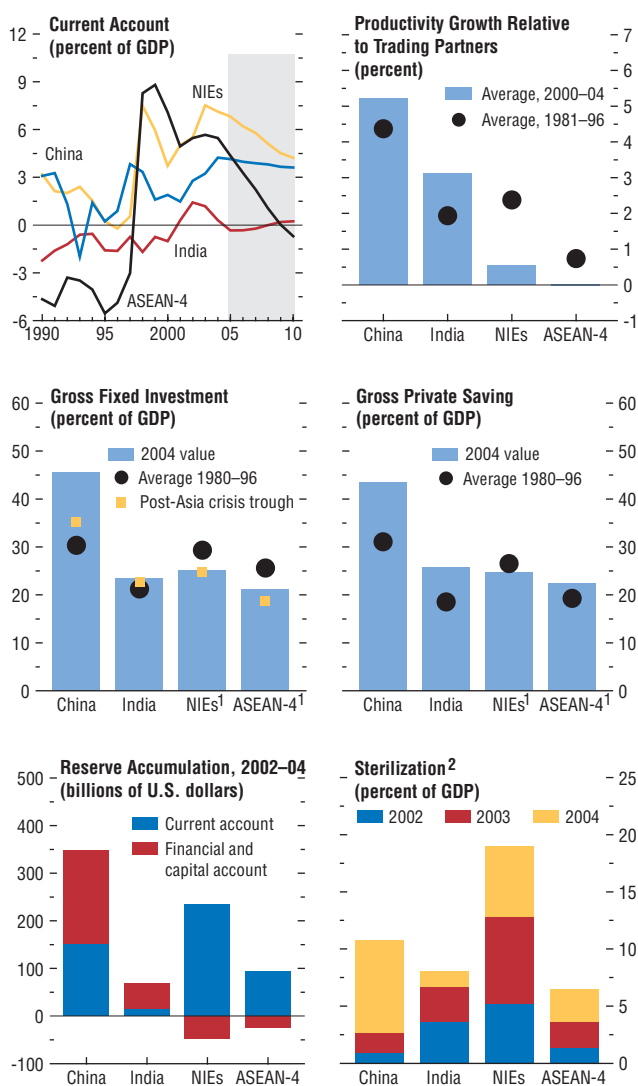 Current Account
(percent of GDP)
12
9
6
3
0
-3
-6
NIEs
China
India
ASEAN-4
1990 95 2000 05 10
Productivity Growth Relative
to Trading Partners
(percent)
Average, 2000–04
Average, 1981–96
7
6
5
4
3
2
1
0
-1
China India NIEs ASEAN-4
Gross Fixed Investment
(percent of GDP)
2004 value
Average 1980–96
Post-Asia crisis trough
60
50
40
30
20
10
0
China India NIEs1 ASEAN-41
Gross Private Saving
(percent of GDP)
2004 value
Average 1980–96
60
50
40
30
20
10
0
China India NIEs1 ASEAN-41
Reserve Accumulation, 2002–04
(billions of U.S. dollars)
Current account
Financial and
capital account
500
400
300
200
100
0
-100
China India NIEs ASEAN-4
Sterilization2
(percent of GDP)
2002 2003 2004
25
20
15
10
5
0
China India NIEs ASEAN-4